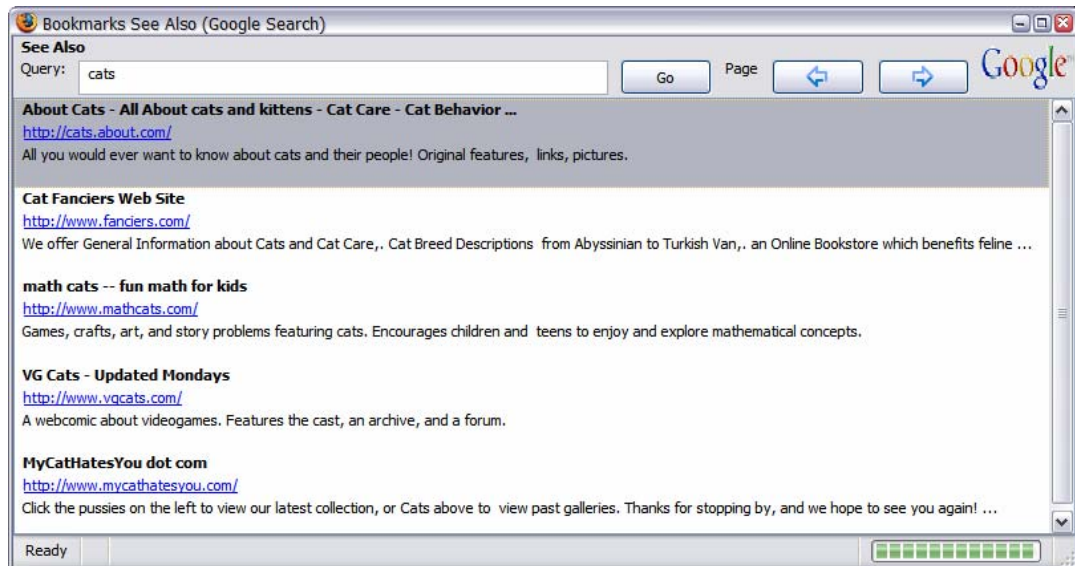 Bookmarks See Also (Google Search)
See Also
Query: cats Go Page Google
About Cats - All About cats and kittens - Cat Care - Cat Behavior ...
http://cats.about.com/
All you would ever want to know about cats and their people! Original features, links, pictures.
Cat Fanciers Web Site
http://www.fanciers.com/
We offer General Information about Cats and Cat Care,. Cat Breed Descriptions from Abyssinian to Turkish Van,. an Online Bookstore which benefits feline ...
math cats -- fun math for kids
http://www.mathcats.com/
Games, crafts, art, and story problems featuring cats. Encourages children and teens to enjoy and explore mathematical concepts.
VG Cats - Updated Mondays
http://www.vgcats.com/
A webcomic about videogames. Features the cast, an archive, and a forum.
MyCatHatesYou dot com
http://www.mycathatesyou.com/
Click the pussies on the left to view our latest collection, or Cats above to view past galleries. Thanks for stopping by, and we hope to see you again! ...
Ready